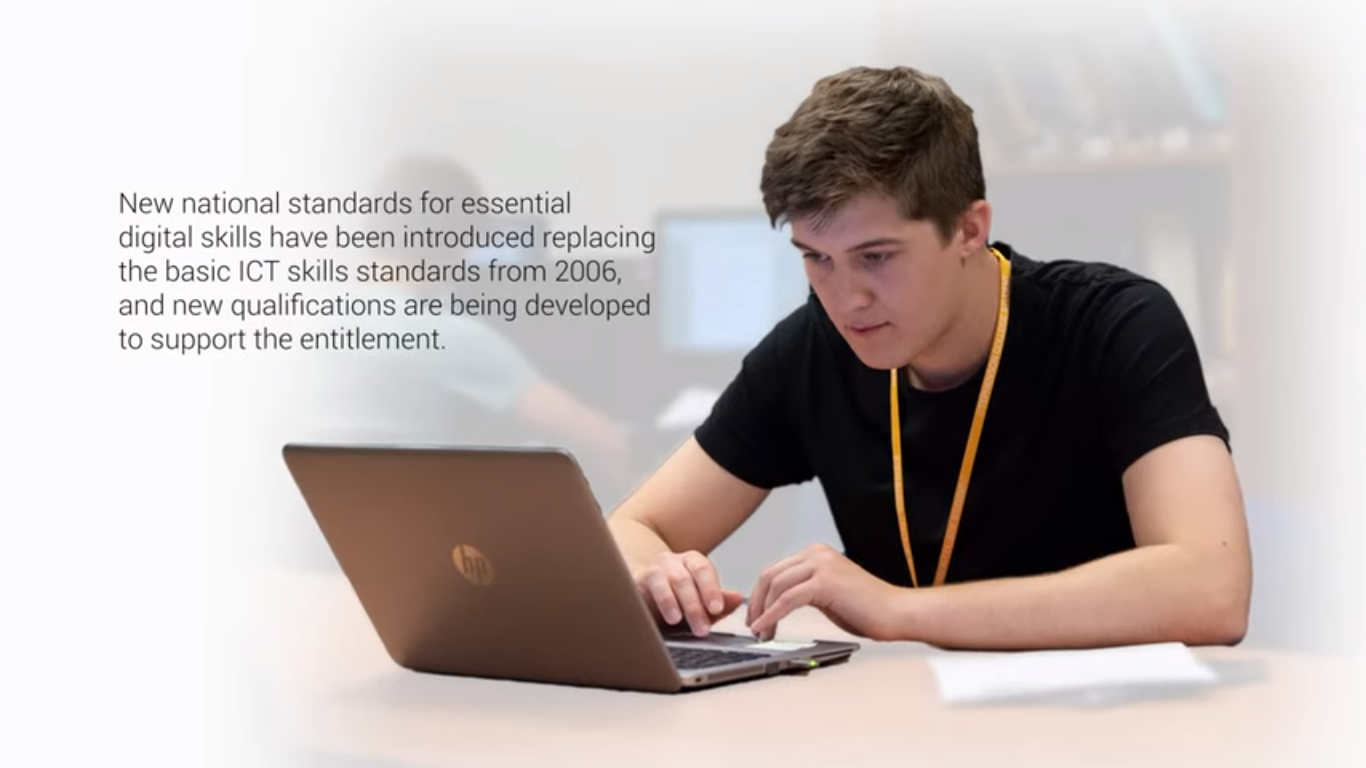 New national standards for essential
digital skills have been introduced replacing
the basic ICT skills standards from 2006,
and new qualifications are being developed
to support the entitlement.
hp